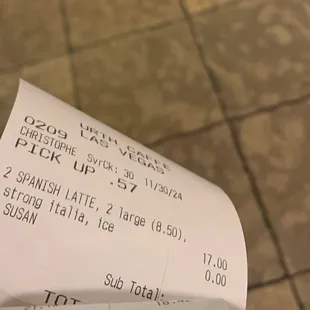 0209 URTH CAFFE
LAS VEGAS
CHRISTOPHE SvrCk: 30 11/30/24
PICK UP .57
2 SPANISH LATTE, 2 large (8.50),
strong italia, ice 17.00
SUSAN 0.00
Sub Total: